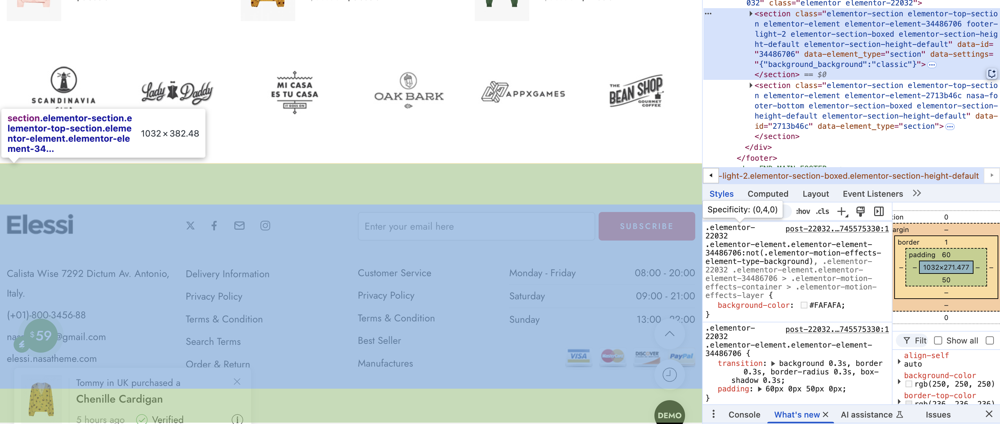 SCANDINAVIA
Lady Daddy
MI CASA
ES TU CASA
IT GOES ON
OAK BARK
APPXGAMES
THE
BEAN SHOP
GOURMET
COFFEE
section.elementor-section.e
lementor-top-section.eleme
ntor-element.elementor-ele
ment-34...
1032 × 382.48
Elessi
Enter your email here
SUBSCRIBE
Calista Wise 7292 Dictum Av. Antonio,
Italy.
(+01)-800-3456-88
@gmail.com
elessi.nasatheme.com
$59
Delivery Information
Privacy Policy
Terms & Condition
Search Terms
Order & Return
Customer Service
Privacy Policy
Terms & Condition
Best Seller
Manufactures
Monday - Friday 08:00 - 20:00
Saturday 09:00 - 21:00
Sunday 13:00 - 22:00
VISA
MasterCard
DISCOVER
PayPal
Tommy in UK purchased a
Chenille Cardigan
5 hours ago Verified
DEMO
032" class="elementor elementor-22032">
<section class="elementor-section elementor-top-sectio
n elementor-element elementor-element-34486706 footer-
light-2 elementor-section-boxed elementor-section-heig
ht-default elementor-section-height-default" data-id=
"34486706" data-element_type="section" data-settings=
"{"background_background":"classic"}">
</section> == $0
<section class="elementor-section elementor-top-sectio
n elementor-element elementor-element-2713b46c nasa-fo
oter-bottom elementor-section-boxed elementor-section-
height-default elementor-section-height-default" data-
id="2713b46c" data-element_type="section">
</section>
</div>
</footer>
-light-2.elementor-section-boxed.elementor-section-height-default
Styles Computed Layout Event Listeners
Specificity: (0,4,0)
:hov .cls
.elementor- post-22032.…745575330:1
22032
.elementor-element.elementor-element-
34486706:not(.elementor-motion-effects-
element-type-background), .elementor-
22032 .elementor-element.elementor-
element-34486706 > .elementor-motion-
effects-container > .elementor-motion-
effects-layer {
background-color: #FAFAFA;
}
.elementor- post-22032.…745575330:1
22032
.elementor-element.elementor-element-
34486706 {
transition: background 0.3s, border
0.3s, border-radius 0.3s, box-
shadow 0.3s;
padding: 60px 0px 50px 0px;
}
tion 0
argin –
border 1
padding 60
– – 1032×271.477 – –
50
–
–
0
Filt Show all
align-self
auto
background-color
rgb(250, 250, 250)
border-top-color
rgb(236, 236, 236)
Console What's new AI assistance Issues